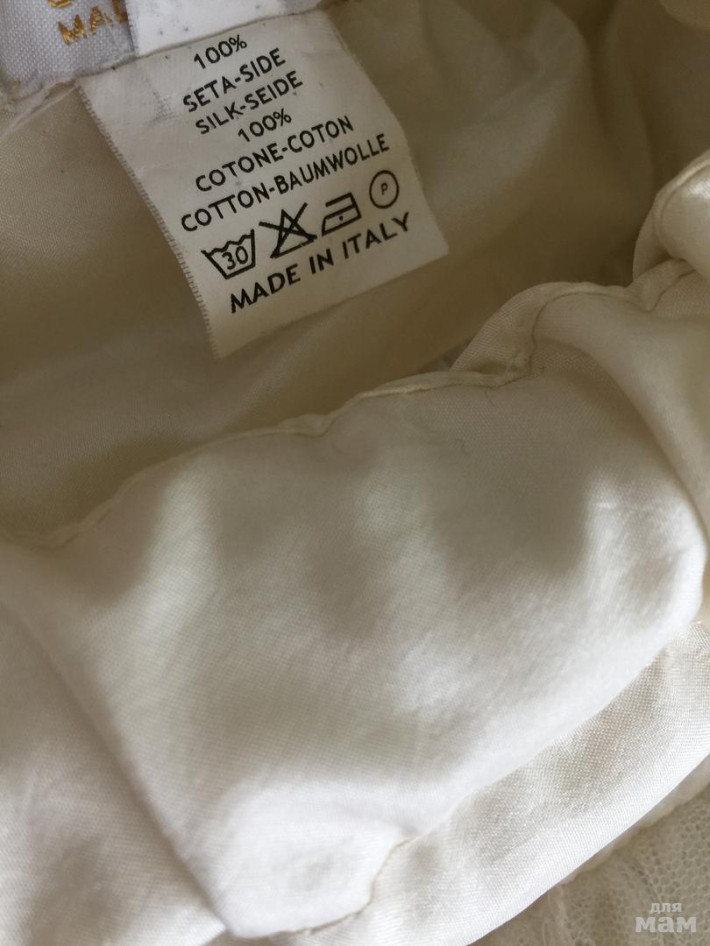 100%
SETA-SIDE
SILK-SEIDE
100%
COTONE-COTON
COTTON-BAUMWOLLE
30 P
MADE IN ITALY
для
мам